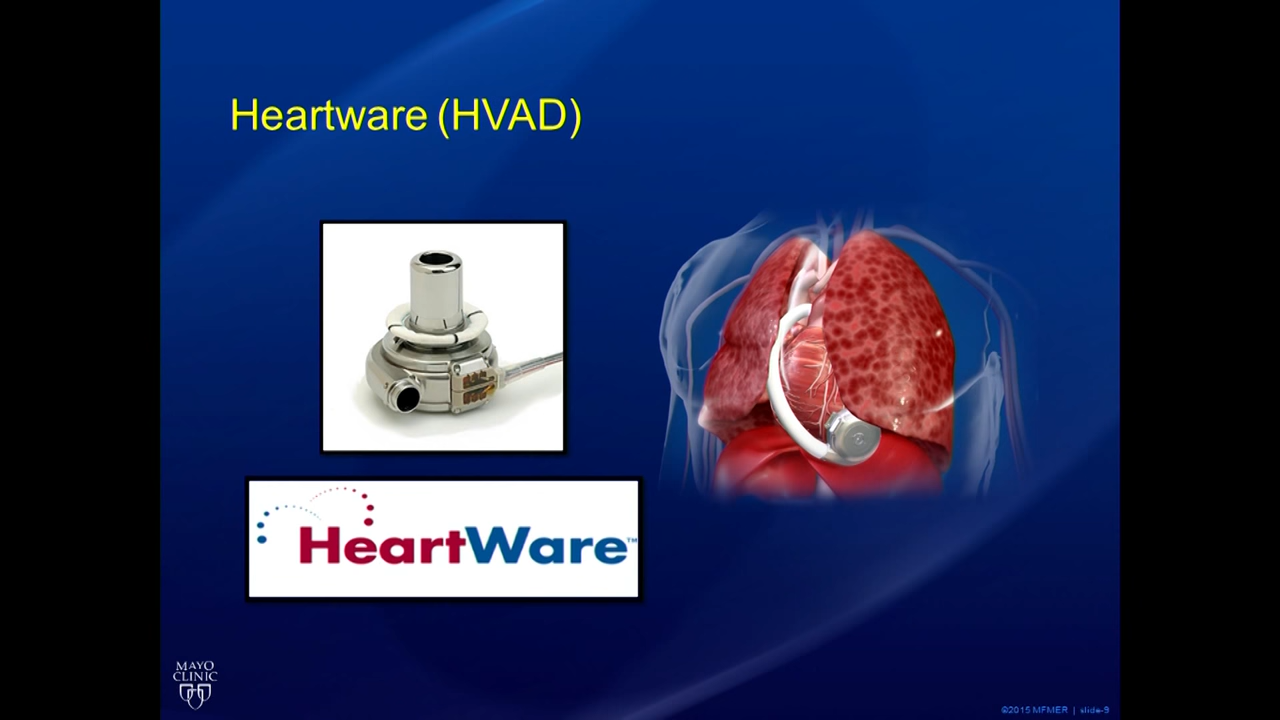 Heartware (HVAD)
HeartWare™
MAYO
CLINIC
©2015 MFMER | slide-9